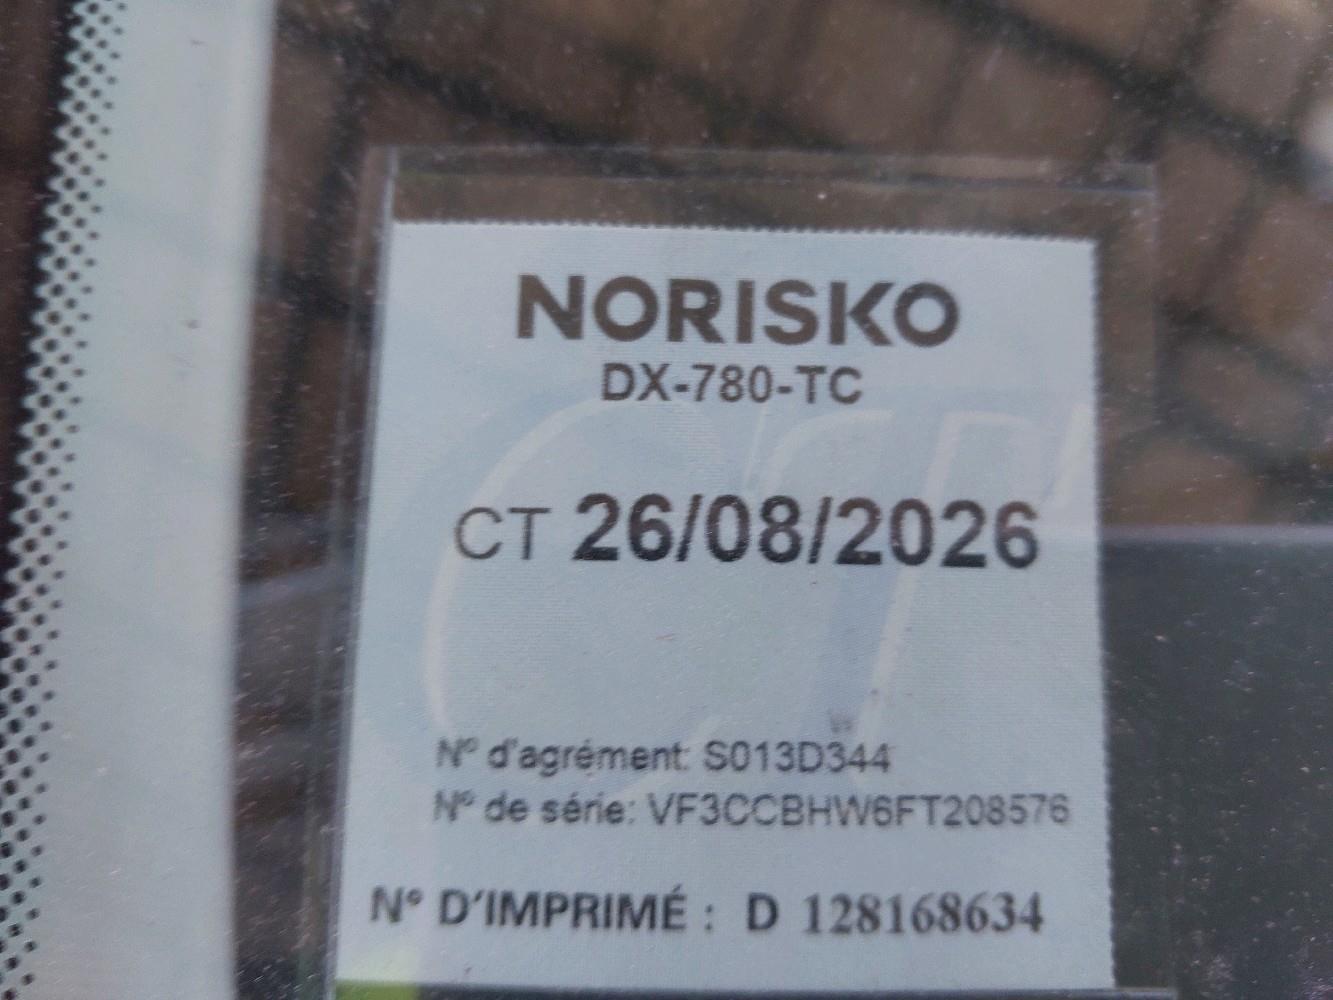 NORISKO
DX-780-TC
CT 26/08/2026
N° d'agrément: S013D344
N° de série: VF3CCBHW6FT208576
N° D'IMPRIMÉ : D 128168634